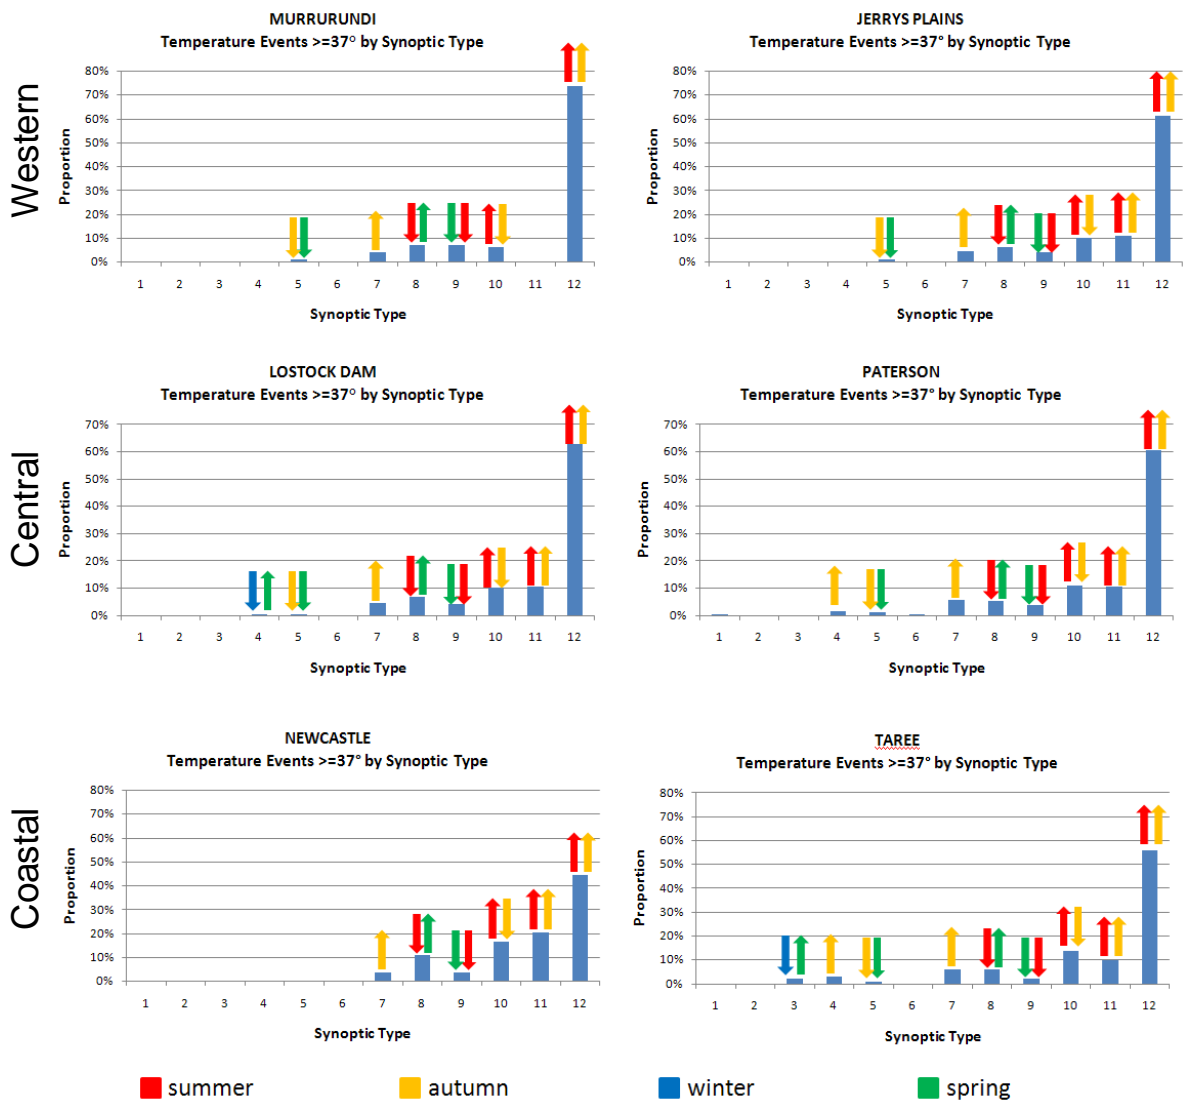 MURRURUNDI
Temperature Events >=37° by Synoptic Type
80%
70%
60%
50%
40%
30%
20%
10%
0%
Proportion
1 2 3 4 5 6 7 8 9 10 11 12
Synoptic Type
JERRYS PLAINS
Temperature Events >=37° by Synoptic Type
80%
70%
60%
50%
40%
30%
20%
10%
0%
Proportion
1 2 3 4 5 6 7 8 9 10 11 12
Synoptic Type
Western
LOSTOCK DAM
Temperature Events >=37° by Synoptic Type
70%
60%
50%
40%
30%
20%
10%
0%
Proportion
1 2 3 4 5 6 7 8 9 10 11 12
Synoptic Type
PATERSON
Temperature Events >=37° by Synoptic Type
70%
60%
50%
40%
30%
20%
10%
0%
Proportion
1 2 3 4 5 6 7 8 9 10 11 12
Synoptic Type
Central
NEWCASTLE
Temperature Events >=37° by Synoptic Type
80%
70%
60%
50%
40%
30%
20%
10%
0%
Proportion
1 2 3 4 5 6 7 8 9 10 11 12
Synoptic Type
TAREE
Temperature Events >=37° by Synoptic Type
80%
70%
60%
50%
40%
30%
20%
10%
0%
Proportion
1 2 3 4 5 6 7 8 9 10 11 12
Synoptic Type
Coastal
summer autumn winter spring